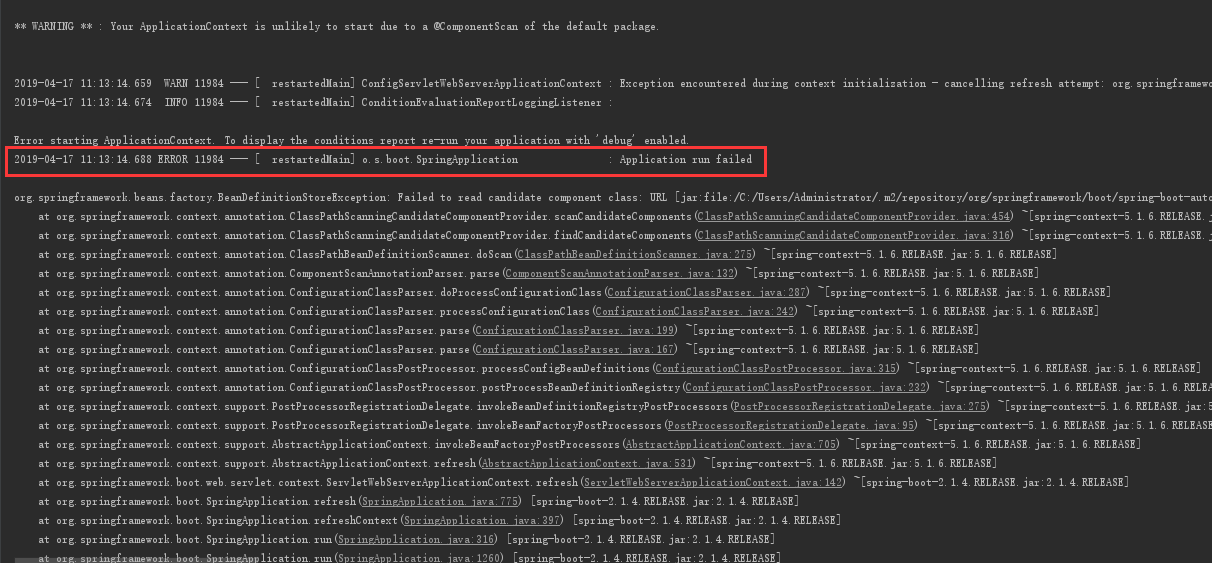 ** WARNING ** : Your ApplicationContext is unlikely to start due to a @ComponentScan of the default package.
2019-04-17 11:13:14.659  WARN 11984 --- [  restartedMain] ConfigServletWebServerApplicationContext : Exception encountered during context initialization - cancelling refresh attempt: org.springframew
2019-04-17 11:13:14.674  INFO 11984 --- [  restartedMain] ConditionEvaluationReportLoggingListener :
Error starting ApplicationContext. To display the conditions report re-run your application with 'debug' enabled.
2019-04-17 11:13:14.688 ERROR 11984 --- [  restartedMain] o.s.boot.SpringApplication               : Application run failed
org.springframework.beans.factory.BeanDefinitionStoreException: Failed to read candidate component class: URL [jar:file:/C:/Users/Administrator/.m2/repository/org/springframework/boot/spring-boot-auto
at org.springframework.context.annotation.ClassPathScanningCandidateComponentProvider.scanCandidateComponents(ClassPathScanningCandidateComponentProvider.java:454) ~[spring-context-5.1.6.RELEASE.j
at org.springframework.context.annotation.ClassPathScanningCandidateComponentProvider.findCandidateComponents(ClassPathScanningCandidateComponentProvider.java:316) ~[spring-context-5.1.6.RELEASE.j
at org.springframework.context.annotation.ClassPathBeanDefinitionScanner.doScan(ClassPathBeanDefinitionScanner.java:275) ~[spring-context-5.1.6.RELEASE.jar:5.1.6.RELEASE]
at org.springframework.context.annotation.ComponentScanAnnotationParser.parse(ComponentScanAnnotationParser.java:132) ~[spring-context-5.1.6.RELEASE.jar:5.1.6.RELEASE]
at org.springframework.context.annotation.ConfigurationClassParser.doProcessConfigurationClass(ConfigurationClassParser.java:287) ~[spring-context-5.1.6.RELEASE.jar:5.1.6.RELEASE]
at org.springframework.context.annotation.ConfigurationClassParser.processConfigurationClass(ConfigurationClassParser.java:242) ~[spring-context-5.1.6.RELEASE.jar:5.1.6.RELEASE]
at org.springframework.context.annotation.ConfigurationClassParser.parse(ConfigurationClassParser.java:199) ~[spring-context-5.1.6.RELEASE.jar:5.1.6.RELEASE]
at org.springframework.context.annotation.ConfigurationClassParser.parse(ConfigurationClassParser.java:167) ~[spring-context-5.1.6.RELEASE.jar:5.1.6.RELEASE]
at org.springframework.context.annotation.ConfigurationClassPostProcessor.processConfigBeanDefinitions(ConfigurationClassPostProcessor.java:315) ~[spring-context-5.1.6.RELEASE.jar:5.1.6.RELEASE]
at org.springframework.context.annotation.ConfigurationClassPostProcessor.postProcessBeanDefinitionRegistry(ConfigurationClassPostProcessor.java:232) ~[spring-context-5.1.6.RELEASE.jar:5.1.6.RELEA
at org.springframework.context.support.PostProcessorRegistrationDelegate.invokeBeanDefinitionRegistryPostProcessors(PostProcessorRegistrationDelegate.java:275) ~[spring-context-5.1.6.RELEASE.jar:5
at org.springframework.context.support.PostProcessorRegistrationDelegate.invokeBeanFactoryPostProcessors(PostProcessorRegistrationDelegate.java:95) ~[spring-context-5.1.6.RELEASE.jar:5.1.6.RELEASE
at org.springframework.context.support.AbstractApplicationContext.invokeBeanFactoryPostProcessors(AbstractApplicationContext.java:705) ~[spring-context-5.1.6.RELEASE.jar:5.1.6.RELEASE]
at org.springframework.context.support.AbstractApplicationContext.refresh(AbstractApplicationContext.java:531) ~[spring-context-5.1.6.RELEASE.jar:5.1.6.RELEASE]
at org.springframework.boot.web.servlet.context.ServletWebServerApplicationContext.refresh(ServletWebServerApplicationContext.java:142) ~[spring-boot-2.1.4.RELEASE.jar:2.1.4.RELEASE]
at org.springframework.boot.SpringApplication.refresh(SpringApplication.java:775) [spring-boot-2.1.4.RELEASE.jar:2.1.4.RELEASE]
at org.springframework.boot.SpringApplication.refreshContext(SpringApplication.java:397) [spring-boot-2.1.4.RELEASE.jar:2.1.4.RELEASE]
at org.springframework.boot.SpringApplication.run(SpringApplication.java:316) [spring-boot-2.1.4.RELEASE.jar:2.1.4.RELEASE]
at org.springframework.boot.SpringApplication.run(SpringApplication.java:1260) [spring-boot-2.1.4.RELEASE.jar:2.1.4.RELEASE]